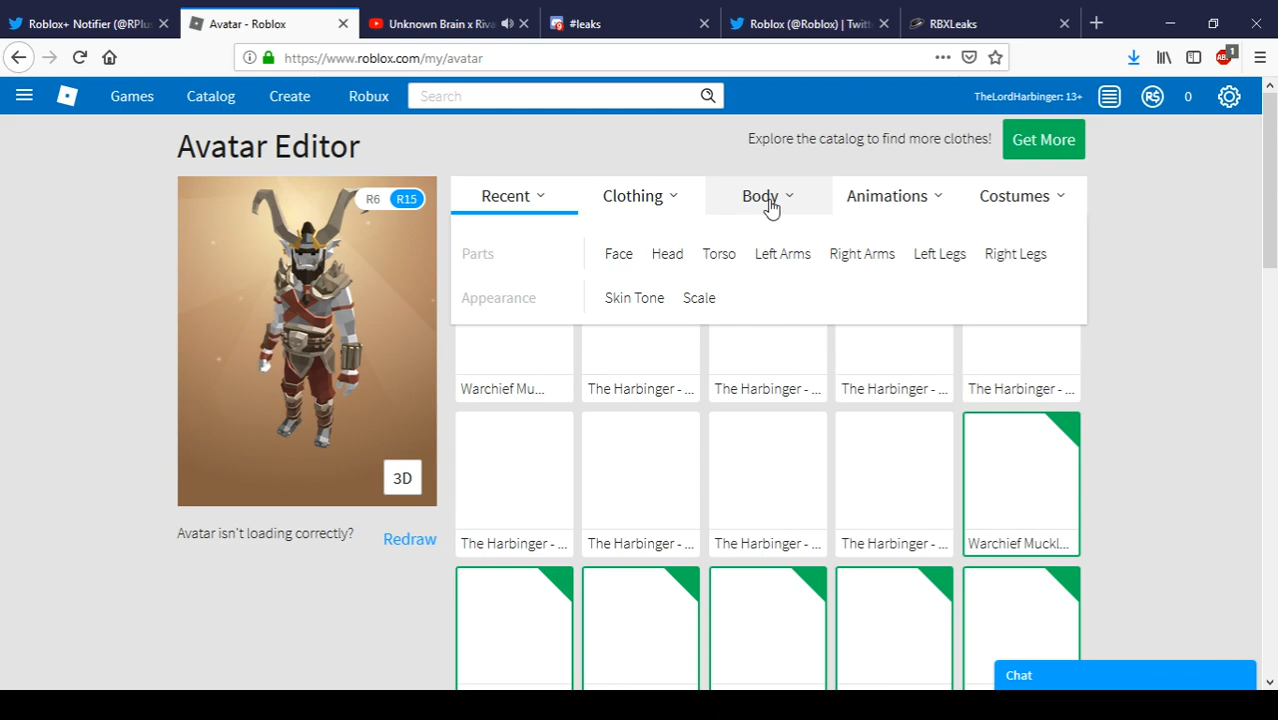 Roblox+ Notifier (@RPlu
Avatar - Roblox
Unknown Brain x Riva
#leaks
Roblox (@Roblox) | Twitt
RBXLeaks
https://www.roblox.com/my/avatar
ABP
1
Games
Catalog
Create
Robux
Search
TheLordHarbinger: 13+
R$
0
Avatar Editor
Explore the catalog to find more clothes!
Get More
R6
R15
Recent
Clothing
Body
Animations
Costumes
Parts
Face
Head
Torso
Left Arms
Right Arms
Left Legs
Right Legs
Appearance
Skin Tone
Scale
Warchief Mu...
The Harbinger - ...
The Harbinger - ...
The Harbinger - ...
The Harbinger - ...
3D
Avatar isn't loading correctly?
Redraw
The Harbinger - ...
The Harbinger - ...
The Harbinger - ...
The Harbinger - ...
Warchief Muckl...
Chat